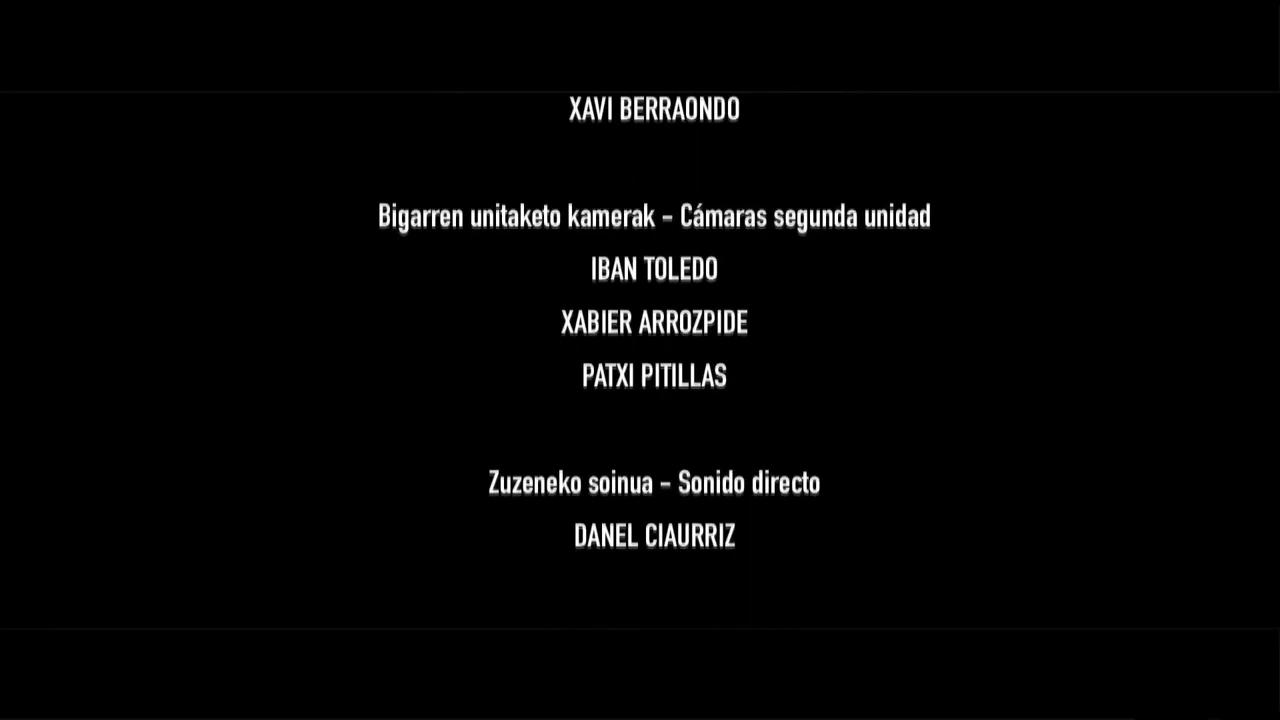 XAVI BERRAONDO
Bigarren unitaketo kamerak - Cámaras segunda unidad
IBAN TOLEDO
XABIER ARROZPIDE
PATXI PITILLAS
Zuzeneko soinua - Sonido directo
DANEL CIAURRIZ